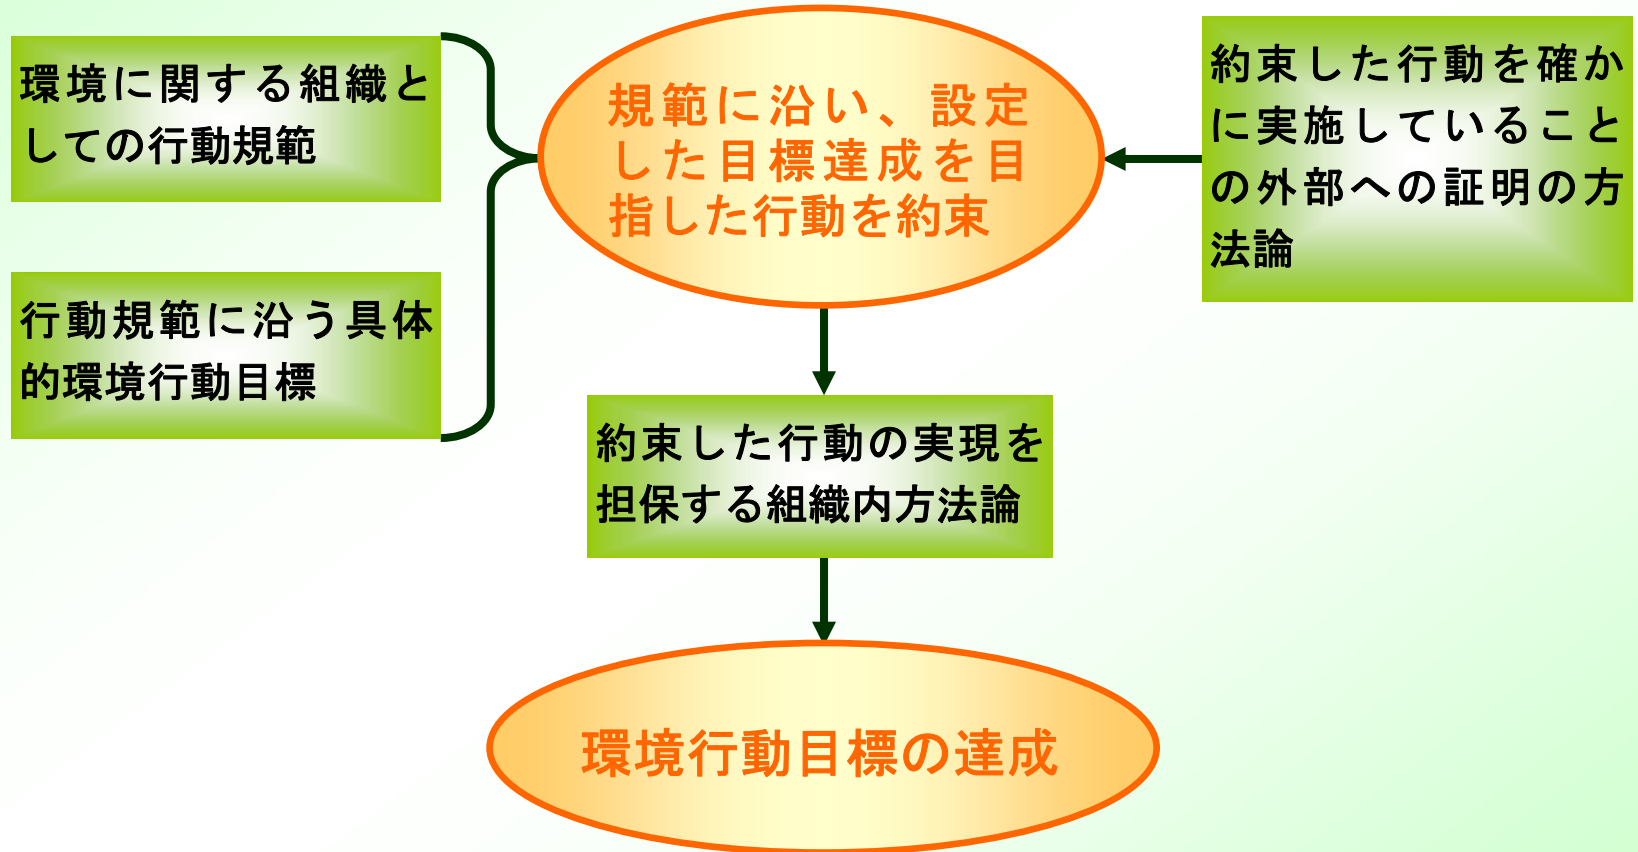 環境に関する組織と
しての行動規範
行動規範に沿う具体
的環境行動目標
規範に沿い、設定
した目標達成を目
指した行動を約束
約束した行動を確か
に実施していること
の外部への証明の方
法論
約束した行動の実現を
担保する組織内方法論
環境行動目標の達成